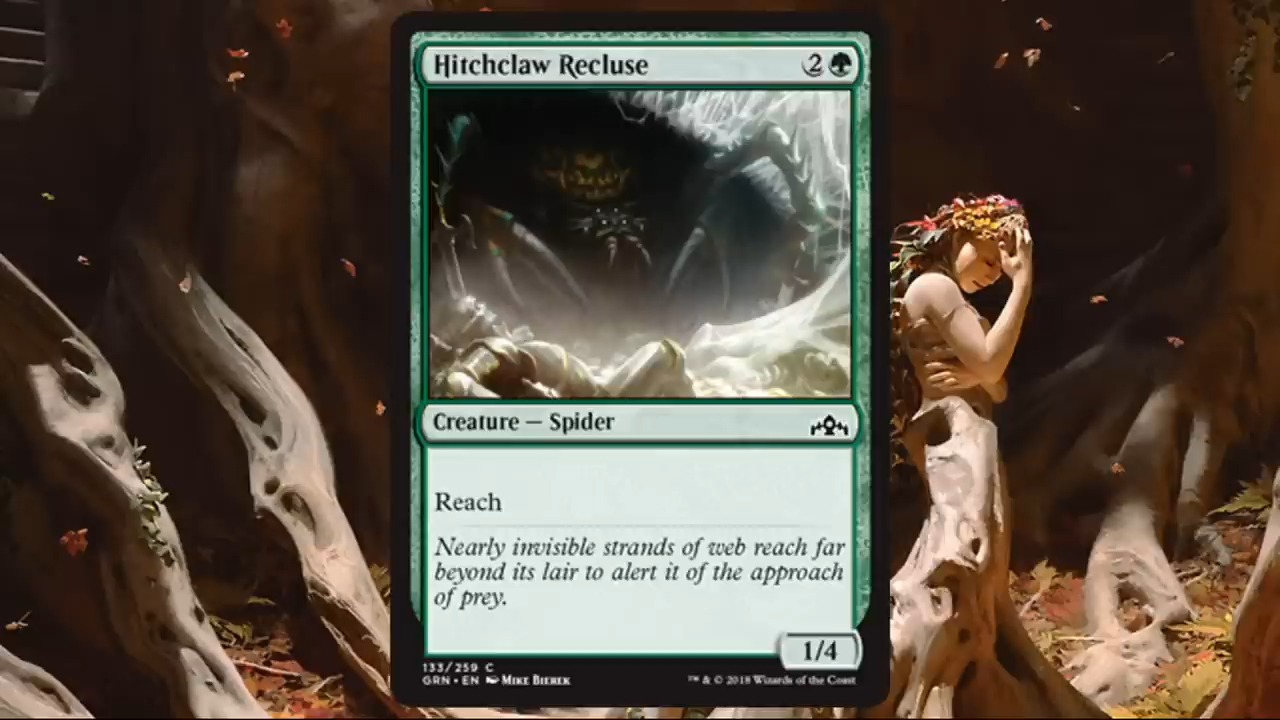 Hitchclaw Recluse 2
Creature — Spider
Reach
Nearly invisible strands of web reach far
beyond its lair to alert it of the approach
of prey.
1/4
133/259 C
GRN • EN Mike Bierek
™ & © 2018 Wizards of the Coast